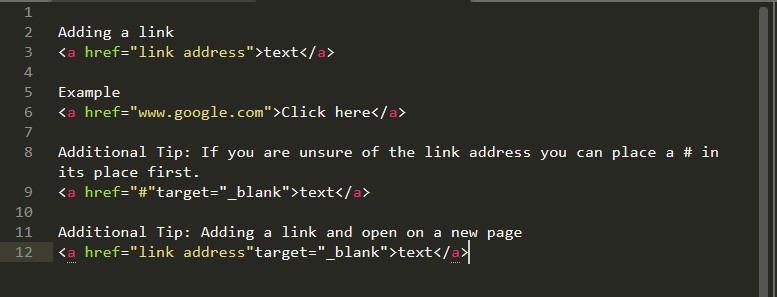 1
2 Adding a link
3 <a href="link address">text</a>
4
5 Example
6 <a href="www.google.com">Click here</a>
7
8 Additional Tip: If you are unsure of the link address you can place a # in
its place first.
9 <a href="#"target="_blank">text</a>
10
11 Additional Tip: Adding a link and open on a new page
12 <a href="link address"target="_blank">text</a>